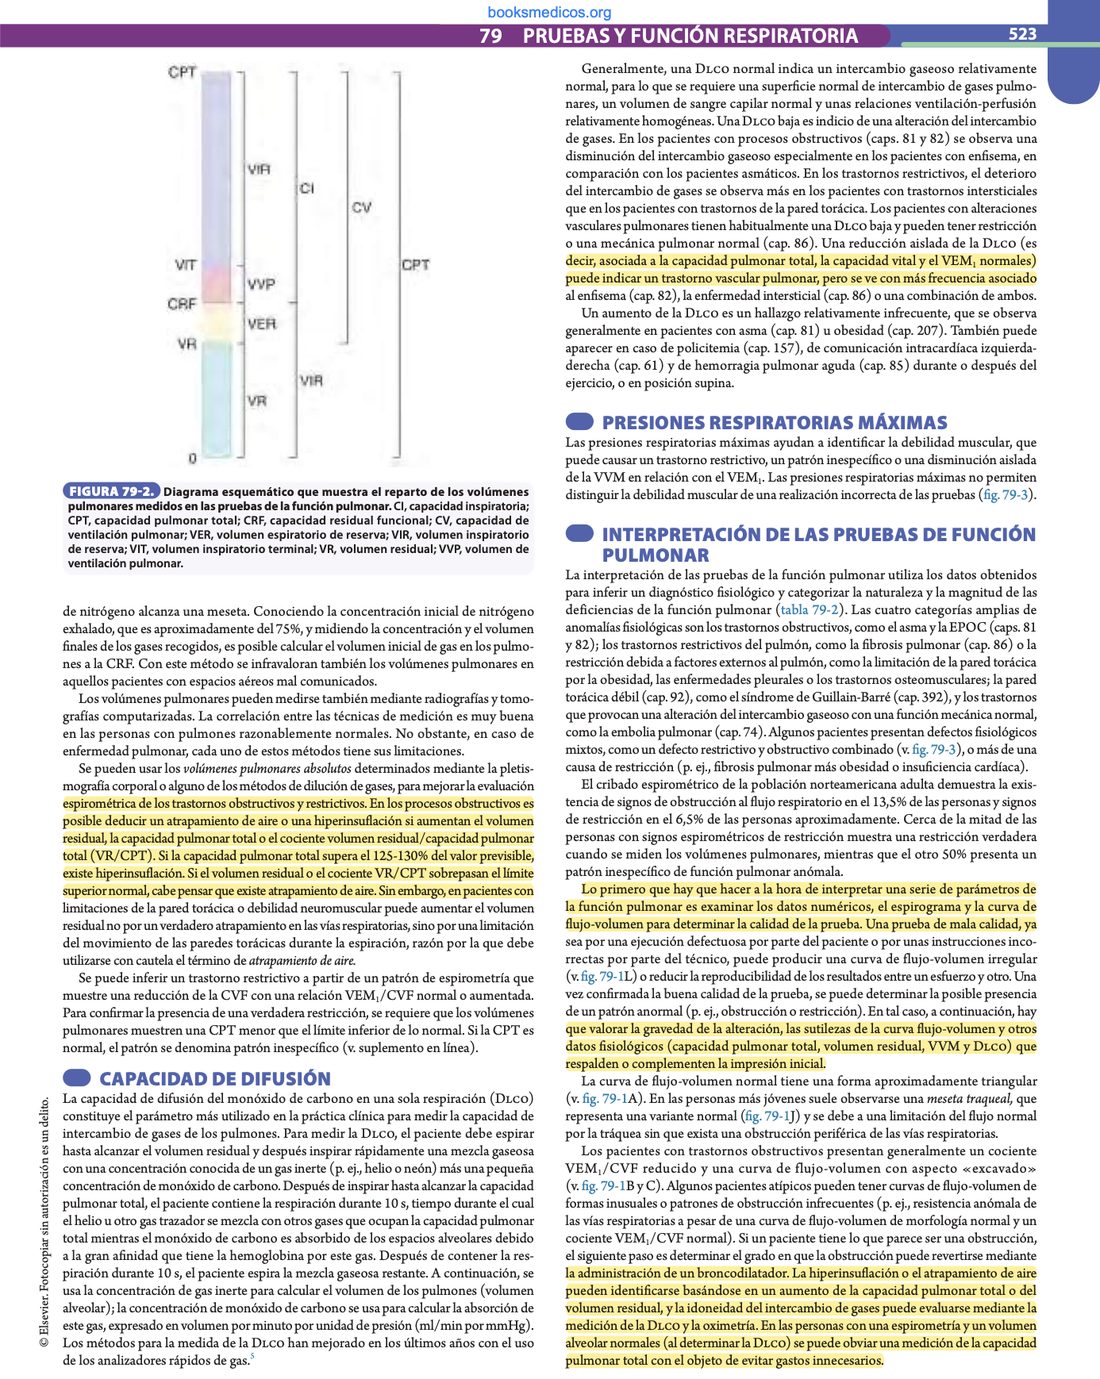 booksmedicos.org
79 PRUEBAS Y FUNCIÓN RESPIRATORIA
523
CPT
VIR
CI
CV
VIT
CPT
VVP
CRF
VER
VR
VIR
VR
0
FIGURA 79-2. Diagrama esquemático que muestra el reparto de los volúmenes
pulmonares medidos en las pruebas de la función pulmonar. CI, capacidad inspiratoria;
CPT, capacidad pulmonar total; CRF, capacidad residual funcional; CV, capacidad de
ventilación pulmonar; VER, volumen espiratorio de reserva; VIR, volumen inspiratorio
de reserva; VIT, volumen inspiratorio terminal; VR, volumen residual; VVP, volumen de
ventilación pulmonar.
de nitrógeno alcanza una meseta. Conociendo la concentración inicial de nitrógeno
exhalado, que es aproximadamente del 75%, y midiendo la concentración y el volumen
finales de los gases recogidos, es posible calcular el volumen inicial de gas en los pulmo-
nes a la CRF. Con este método se infravaloran también los volúmenes pulmonares en
aquellos pacientes con espacios aéreos mal comunicados.
Los volúmenes pulmonares pueden medirse también mediante radiografías y tomo-
grafías computarizadas. La correlación entre las técnicas de medición es muy buena
en las personas con pulmones razonablemente normales. No obstante, en caso de
enfermedad pulmonar, cada uno de estos métodos tiene sus limitaciones.
Se pueden usar los volúmenes pulmonares absolutos determinados mediante la pletis-
mografía corporal o alguno de los métodos de dilución de gases, para mejorar la evaluación
espirométrica de los trastornos obstructivos y restrictivos. En los procesos obstructivos es
posible deducir un atrapamiento de aire o una hiperinsuflación si aumentan el volumen
residual, la capacidad pulmonar total o el cociente volumen residual/capacidad pulmonar
total (VR/CPT). Si la capacidad pulmonar total supera el 125-130% del valor previsible,
existe hiperinsuflación. Si el volumen residual o el cociente VR/CPT sobrepasan el límite
superior normal, cabe pensar que existe atrapamiento de aire. Sin embargo, en pacientes con
limitaciones de la pared torácica o debilidad neuromuscular puede aumentar el volumen
residual no por un verdadero atrapamiento en las vías respiratorias, sino por una limitación
del movimiento de las paredes torácicas durante la espiración, razón por la que debe
utilizarse con cautela el término de atrapamiento de aire.
Se puede inferir un trastorno restrictivo a partir de un patrón de espirometría que
muestre una reducción de la CVF con una relación VEM₁/CVF normal o aumentada.
Para confirmar la presencia de una verdadera restricción, se requiere que los volúmenes
pulmonares muestren una CPT menor que el límite inferior de lo normal. Si la CPT es
normal, el patrón se denomina patrón inespecífico (v. suplemento en línea).
CAPACIDAD DE DIFUSIÓN
La capacidad de difusión del monóxido de carbono en una sola respiración (DLCO)
constituye el parámetro más utilizado en la práctica clínica para medir la capacidad de
intercambio de gases de los pulmones. Para medir la DLCO, el paciente debe espirar
hasta alcanzar el volumen residual y después inspirar rápidamente una mezcla gaseosa
con una concentración conocida de un gas inerte (p. ej., helio o neón) más una pequeña
concentración de monóxido de carbono. Después de inspirar hasta alcanzar la capacidad
pulmonar total, el paciente contiene la respiración durante 10 s, tiempo durante el cual
el helio u otro gas trazador se mezcla con otros gases que ocupan la capacidad pulmonar
total mientras el monóxido de carbono es absorbido de los espacios alveolares debido
a la gran afinidad que tiene la hemoglobina por este gas. Después de contener la res-
piración durante 10 s, el paciente espira la mezcla gaseosa restante. A continuación, se
usa la concentración de gas inerte para calcular el volumen de los pulmones (volumen
alveolar); la concentración de monóxido de carbono se usa para calcular la absorción de
este gas, expresado en volumen por minuto por unidad de presión (ml/min por mmHg).
Los métodos para la medida de la DLCO han mejorado en los últimos años con el uso
de los analizadores rápidos de gas.⁵
© Elsevier. Fotocopiar sin autorización es un delito.
Generalmente, una DLCO normal indica un intercambio gaseoso relativamente
normal, para lo que se requiere una superficie normal de intercambio de gases pulmo-
nares, un volumen de sangre capilar normal y unas relaciones ventilación-perfusión
relativamente homogéneas. Una DLCO baja es indicio de una alteración del intercambio
de gases. En los pacientes con procesos obstructivos (caps. 81 y 82) se observa una
disminución del intercambio gaseoso especialmente en los pacientes con enfisema, en
comparación con los pacientes asmáticos. En los trastornos restrictivos, el deterioro
del intercambio de gases se observa más en los pacientes con trastornos intersticiales
que en los pacientes con trastornos de la pared torácica. Los pacientes con alteraciones
vasculares pulmonares tienen habitualmente una DLCO baja y pueden tener restricción
o una mecánica pulmonar normal (cap. 86). Una reducción aislada de la DLCO (es
decir, asociada a la capacidad pulmonar total, la capacidad vital y el VEM₁ normales)
puede indicar un trastorno vascular pulmonar, pero se ve con más frecuencia asociado
al enfisema (cap. 82), la enfermedad intersticial (cap. 86) o una combinación de ambos.
Un aumento de la DLCO es un hallazgo relativamente infrecuente, que se observa
generalmente en pacientes con asma (cap. 81) u obesidad (cap. 207). También puede
aparecer en caso de policitemia (cap. 157), de comunicación intracardíaca izquierda-
derecha (cap. 61) y de hemorragia pulmonar aguda (cap. 85) durante o después del
ejercicio, o en posición supina.
PRESIONES RESPIRATORIAS MÁXIMAS
Las presiones respiratorias máximas ayudan a identificar la debilidad muscular, que
puede causar un trastorno restrictivo, un patrón inespecífico o una disminución aislada
de la VVM en relación con el VEM₁. Las presiones respiratorias máximas no permiten
distinguir la debilidad muscular de una realización incorrecta de las pruebas (fig. 79-3).
INTERPRETACIÓN DE LAS PRUEBAS DE FUNCIÓN
PULMONAR
La interpretación de las pruebas de la función pulmonar utiliza los datos obtenidos
para inferir un diagnóstico fisiológico y categorizar la naturaleza y la magnitud de las
deficiencias de la función pulmonar (tabla 79-2). Las cuatro categorías amplias de
anomalías fisiológicas son los trastornos obstructivos, como el asma y la EPOC (caps. 81
y 82); los trastornos restrictivos del pulmón, como la fibrosis pulmonar (cap. 86) o la
restricción debida a factores externos al pulmón, como la limitación de la pared torácica
por la obesidad, las enfermedades pleurales o los trastornos osteomusculares; la pared
torácica débil (cap. 92), como el síndrome de Guillain-Barré (cap. 392), y los trastornos
que provocan una alteración del intercambio gaseoso con una función mecánica normal,
como la embolia pulmonar (cap. 74). Algunos pacientes presentan defectos fisiológicos
mixtos, como un defecto restrictivo y obstructivo combinado (v. fig. 79-3), o más de una
causa de restricción (p. ej., fibrosis pulmonar más obesidad o insuficiencia cardíaca).
El cribado espirométrico de la población norteamericana adulta demuestra la exis-
tencia de signos de obstrucción al flujo respiratorio en el 13,5% de las personas y signos
de restricción en el 6,5% de las personas aproximadamente. Cerca de la mitad de las
personas con signos espirométricos de restricción muestra una restricción verdadera
cuando se miden los volúmenes pulmonares, mientras que el otro 50% presenta un
patrón inespecífico de función pulmonar anómala.
Lo primero que hay que hacer a la hora de interpretar una serie de parámetros de
la función pulmonar es examinar los datos numéricos, el espirograma y la curva de
flujo-volumen para determinar la calidad de la prueba. Una prueba de mala calidad, ya
sea por una ejecución defectuosa por parte del paciente o por unas instrucciones inco-
rrectas por parte del técnico, puede producir una curva de flujo-volumen irregular
(v. fig. 79-1L) o reducir la reproducibilidad de los resultados entre un esfuerzo y otro. Una
vez confirmada la buena calidad de la prueba, se puede determinar la posible presencia
de un patrón anormal (p. ej., obstrucción o restricción). En tal caso, a continuación, hay
que valorar la gravedad de la alteración, las sutilezas de la curva flujo-volumen y otros
datos fisiológicos (capacidad pulmonar total, volumen residual, VVM y DLCO) que
respalden o complementen la impresión inicial.
La curva de flujo-volumen normal tiene una forma aproximadamente triangular
(v. fig. 79-1A). En las personas más jóvenes suele observarse una meseta traqueal, que
representa una variante normal (fig. 79-1J) y se debe a una limitación del flujo normal
por la tráquea sin que exista una obstrucción periférica de las vías respiratorias.
Los pacientes con trastornos obstructivos presentan generalmente un cociente
VEM₁/CVF reducido y una curva de flujo-volumen con aspecto «excavado»
(v. fig. 79-1B y C). Algunos pacientes atípicos pueden tener curvas de flujo-volumen de
formas inusuales o patrones de obstrucción infrecuentes (p. ej., resistencia anómala de
las vías respiratorias a pesar de una curva de flujo-volumen de morfología normal y un
cociente VEM₁/CVF normal). Si un paciente tiene lo que parece ser una obstrucción,
el siguiente paso es determinar el grado en que la obstrucción puede revertirse mediante
la administración de un broncodilatador. La hiperinsuflación o el atrapamiento de aire
pueden identificarse basándose en un aumento de la capacidad pulmonar total o del
volumen residual, y la idoneidad del intercambio de gases puede evaluarse mediante la
medición de la DLCO y la oximetría. En las personas con una espirometría y un volumen
alveolar normales (al determinar la DLCO) se puede obviar una medición de la capacidad
pulmonar total con el objeto de evitar gastos innecesarios.